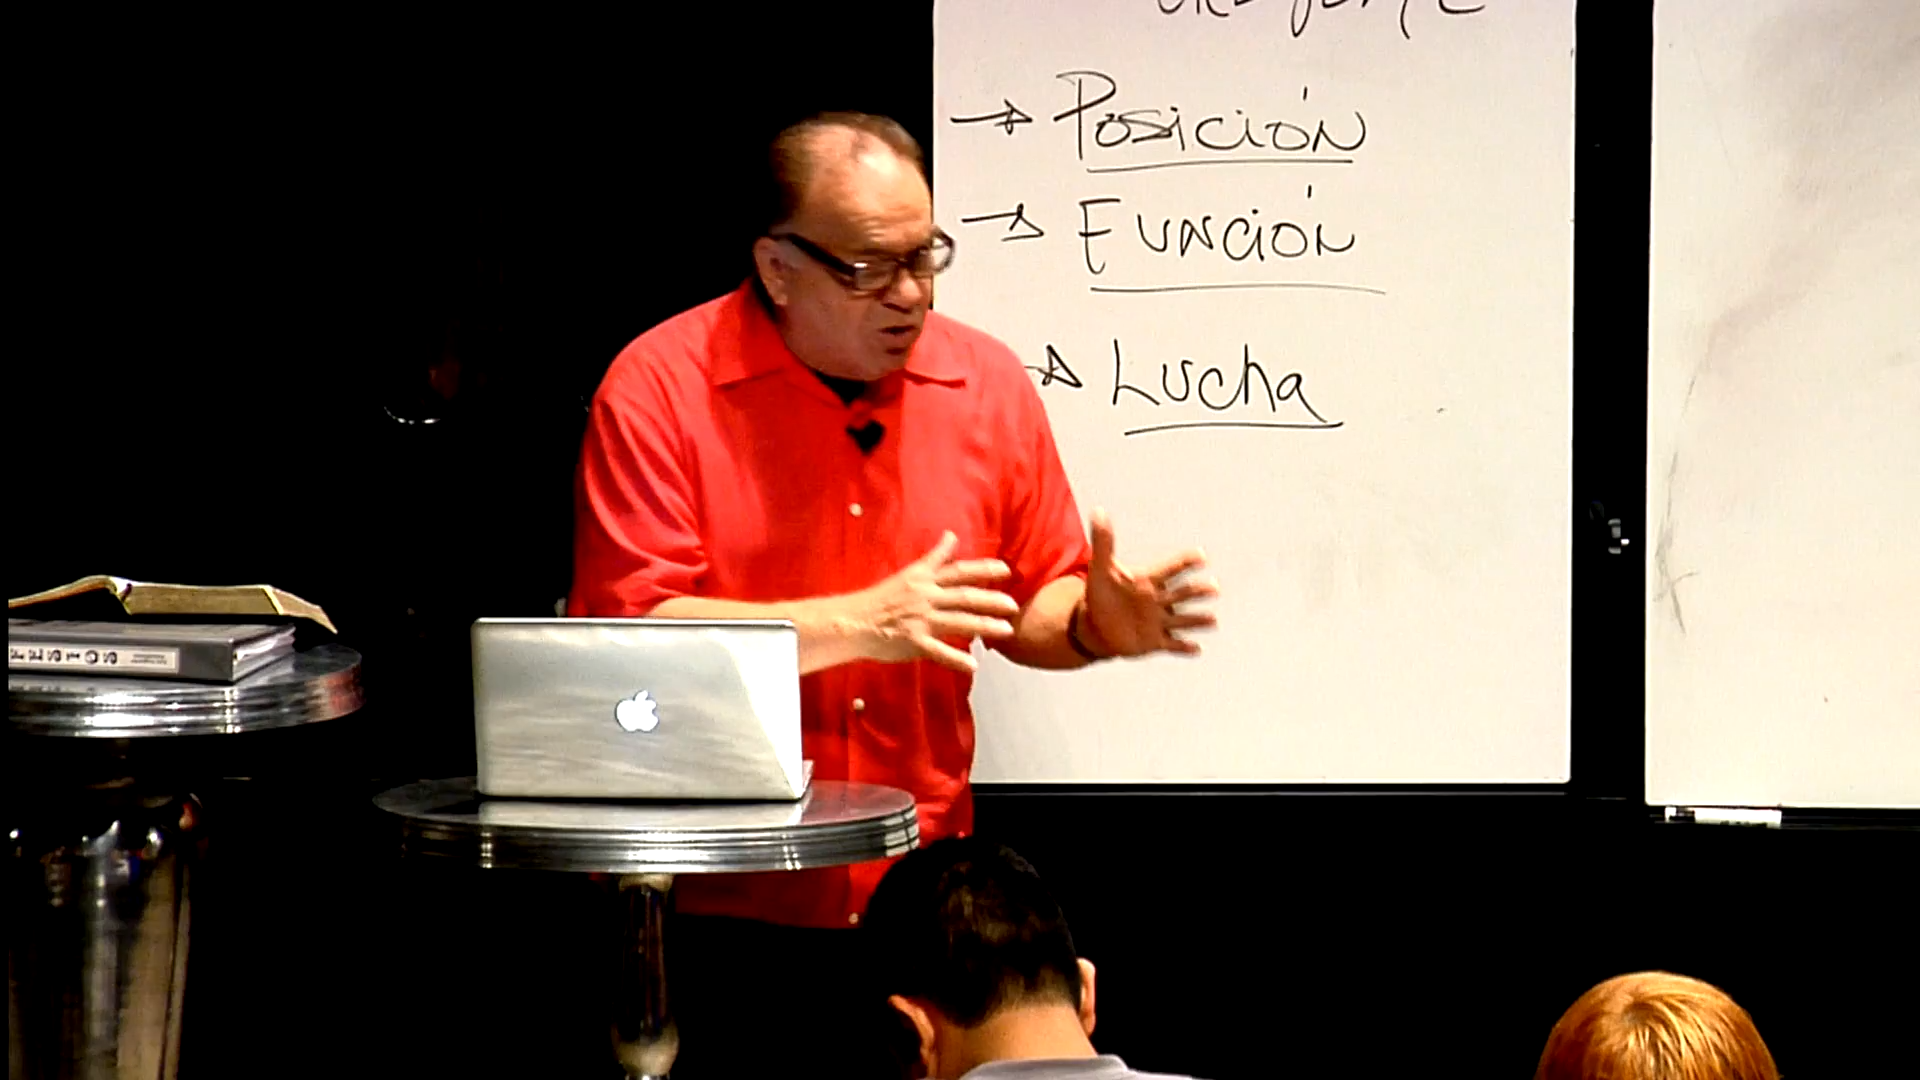 → Posición
→ Función
→ Lucha